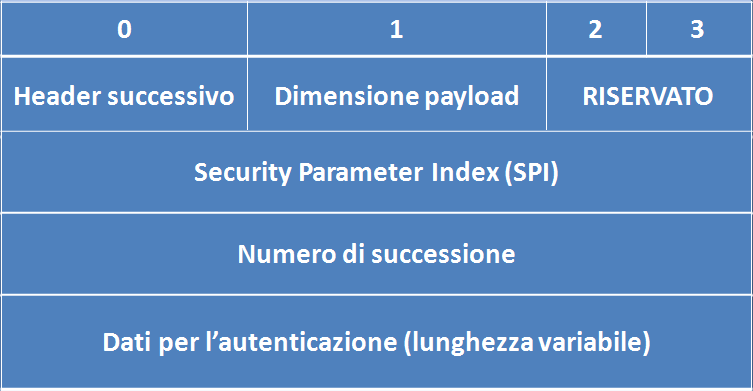 0 1 2 3
Header successivo Dimensione payload RISERVATO
Security Parameter Index (SPI)
Numero di successione
Dati per l’autenticazione (lunghezza variabile)